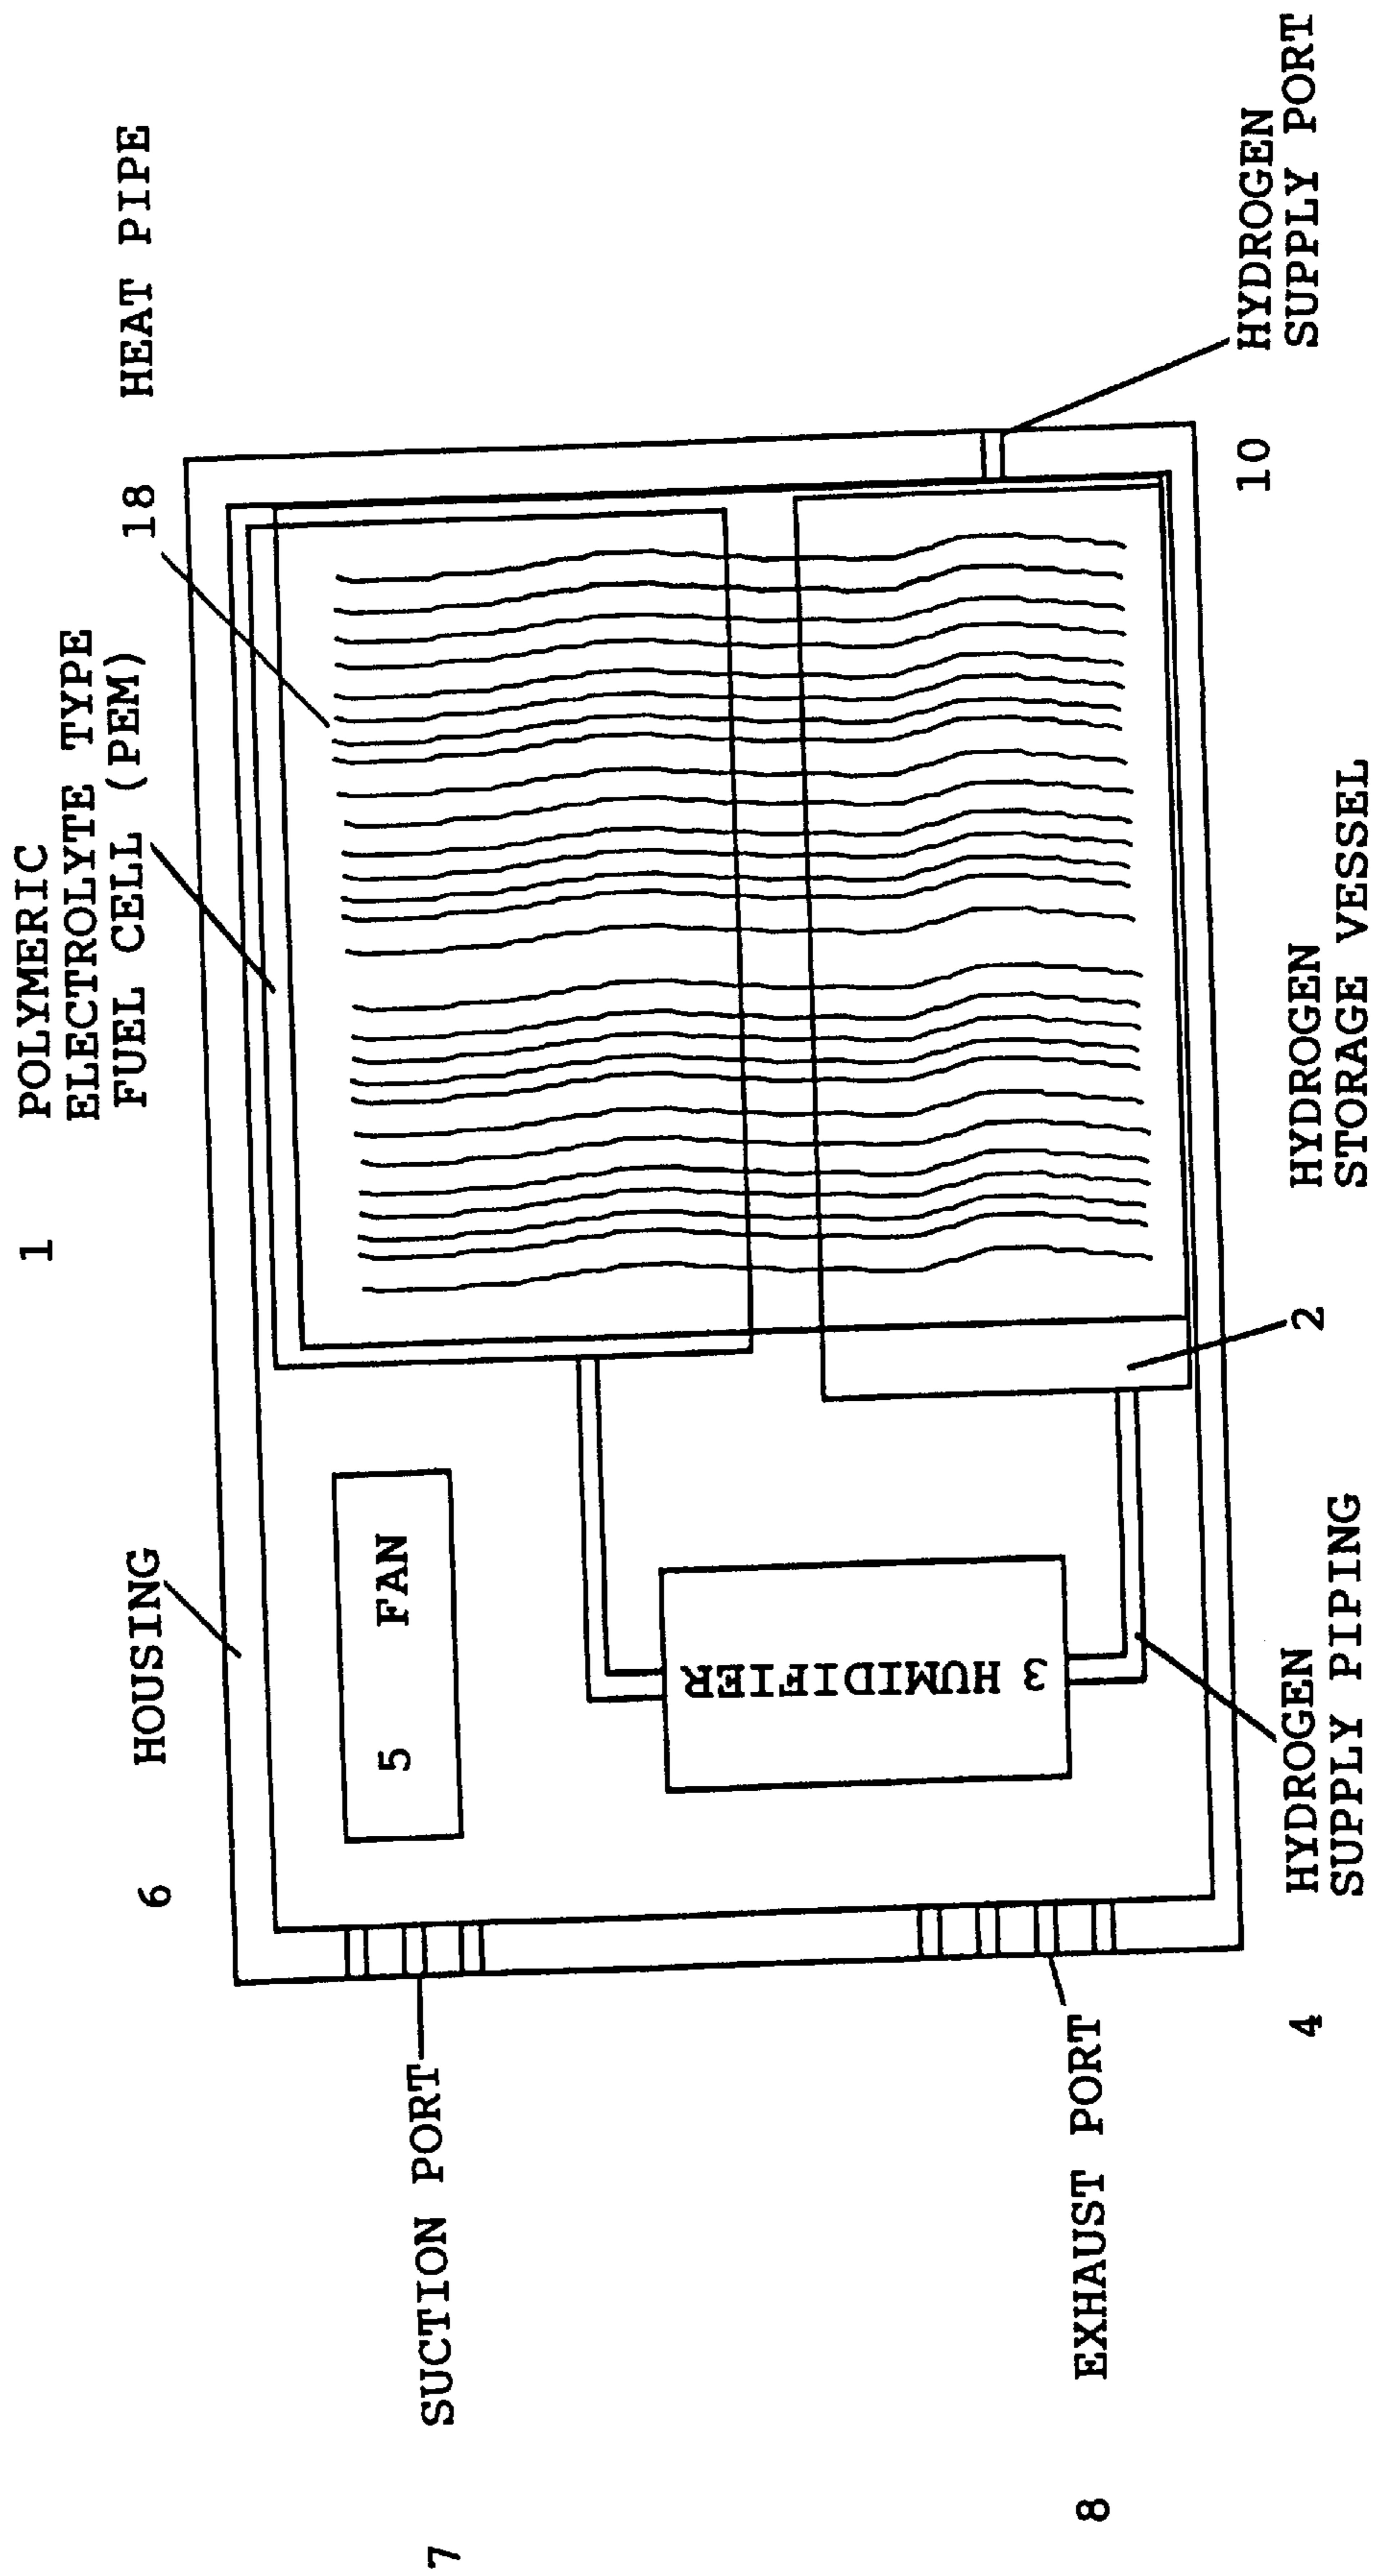 1 POLYMERIC
ELECTROLYTE TYPE
FUEL CELL (PEM)
18 HEAT PIPE
6 HOUSING
5 FAN
3 HUMIDIFIER
7 SUCTION PORT
8 EXHAUST PORT
4 HYDROGEN
SUPPLY PIPING
2 HYDROGEN
STORAGE VESSEL
10 HYDROGEN
SUPPLY PORT